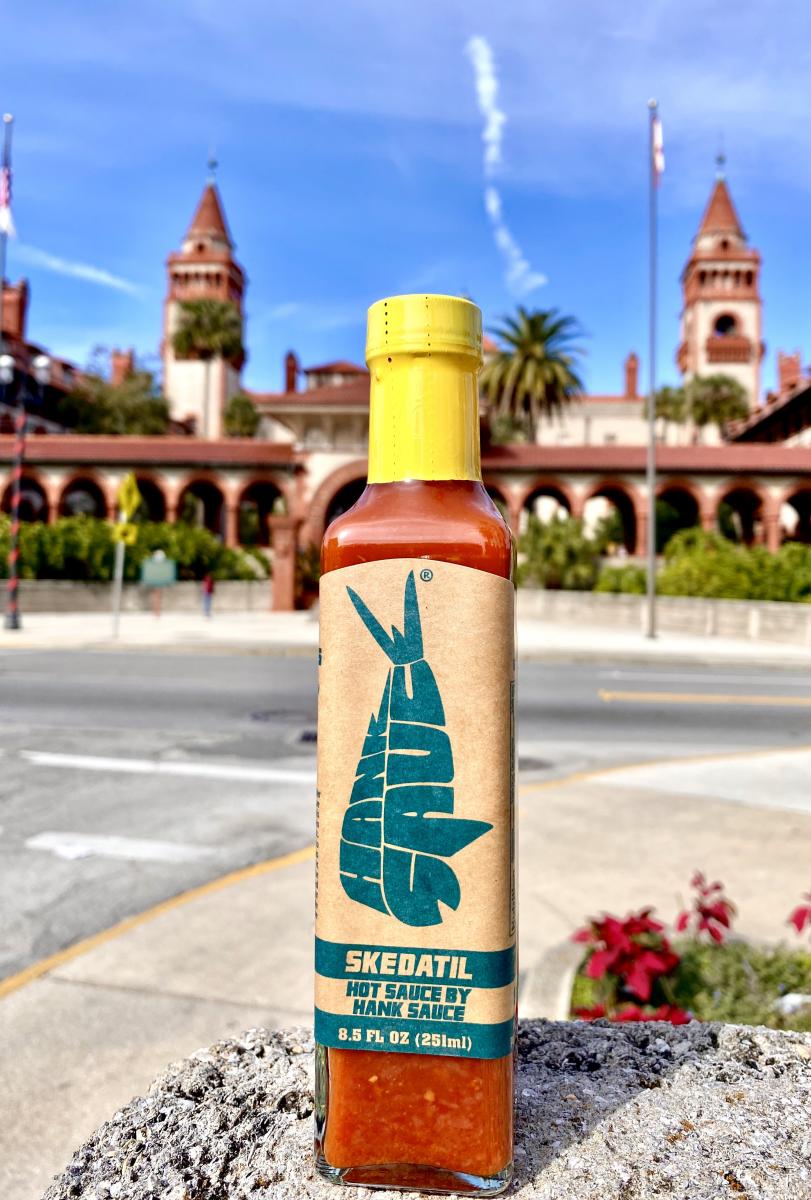 ®
HANK
SAUCE
SKEDATIL
HOT SAUCE BY
HANK SAUCE
8.5 FL OZ (251ml)